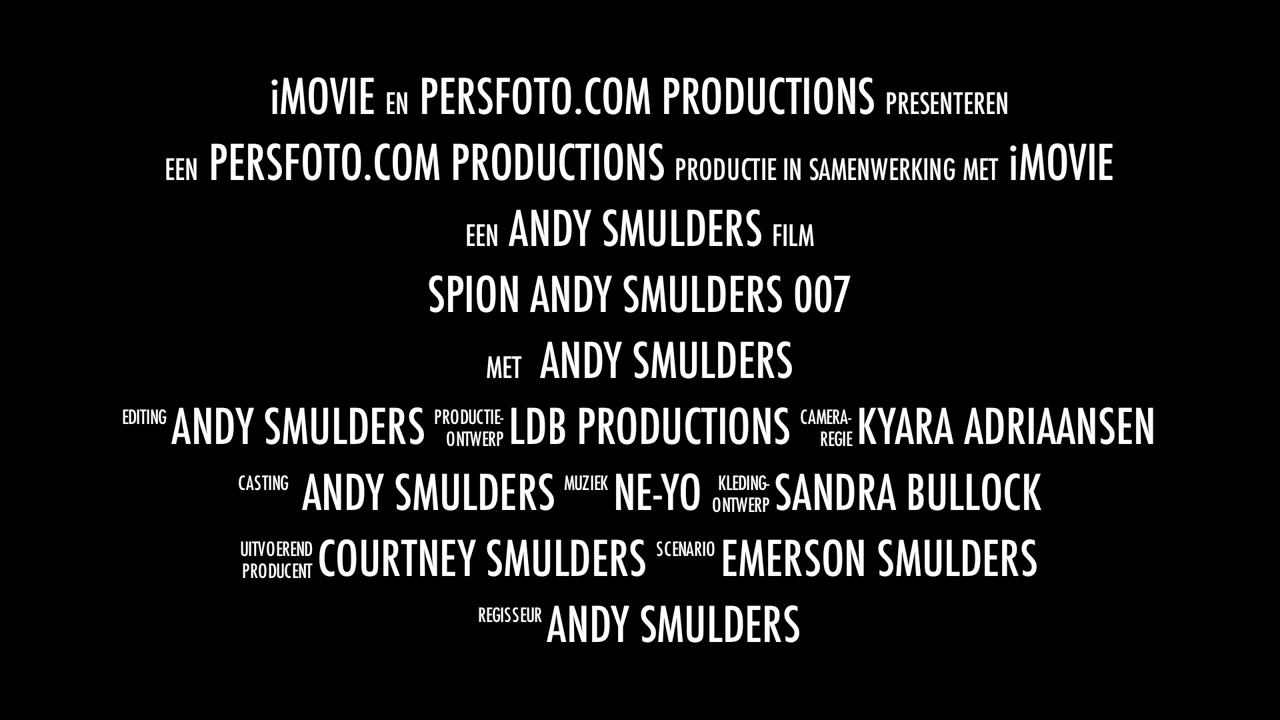 iMOVIE EN PERSFOTO.COM PRODUCTIONS PRESENTEREN
EEN PERSFOTO.COM PRODUCTIONS PRODUCTIE IN SAMENWERKING MET iMOVIE
EEN ANDY SMULDERS FILM
SPION ANDY SMULDERS 007
MET ANDY SMULDERS
EDITING ANDY SMULDERS PRODUCTIE-ONTWERP LDB PRODUCTIONS CAMERA-REGIE KYARA ADRIAANSEN
CASTING ANDY SMULDERS MUZIEK NE-YO KLEDING-ONTWERP SANDRA BULLOCK
UITVOEREND PRODUCENT COURTNEY SMULDERS SCENARIO EMERSON SMULDERS
REGISSEUR ANDY SMULDERS